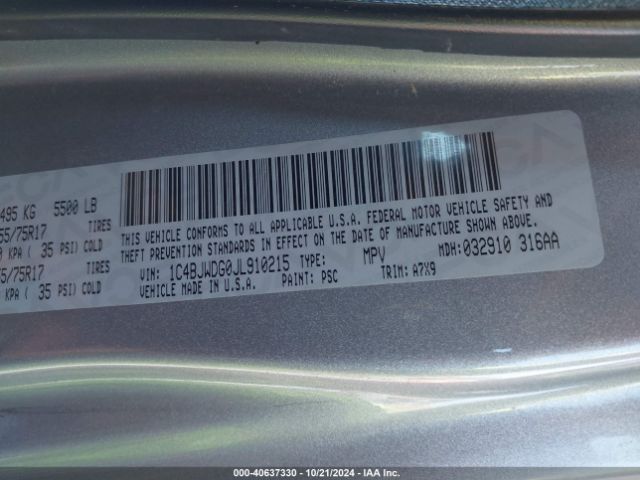 495 KG 5500 LB
55/75R17 TIRES
KPA ( 35 PSI) COLD
5/75R17 TIRES
KPA ( 35 PSI) COLD
THIS VEHICLE CONFORMS TO ALL APPLICABLE U.S.A. FEDERAL MOTOR VEHICLE SAFETY AND
THEFT PREVENTION STANDARDS IN EFFECT ON THE DATE OF MANUFACTURE SHOWN ABOVE.
VIN: 1C4BJWDG0JL910215 TYPE: MPV MDH: 032910 316AA
VEHICLE MADE IN U.S.A. PAINT: PSC TRIM: A7X9
000-40637330 - 10/21/2024 - IAA Inc.